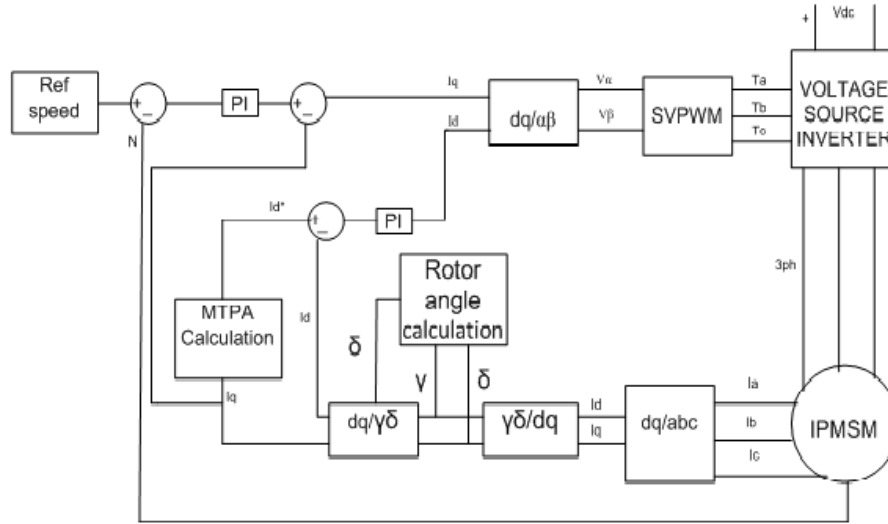 + Vdc
Ref
speed
+
_
PI
+
_
Iq
Id
dq/αβ
Vα
Vβ
SVPWM
Ta
Tb
Tc
VOLTAGE
SOURCE
INVERTER
N
Id*
+
_
PI
3ph
MTPA
Calculation
Id
Rotor
angle
calculation
δ
γ
δ
Iq
dq/γδ
γδ/dq
Id
Iq
dq/abc
Ia
Ib
Ic
IPMSM